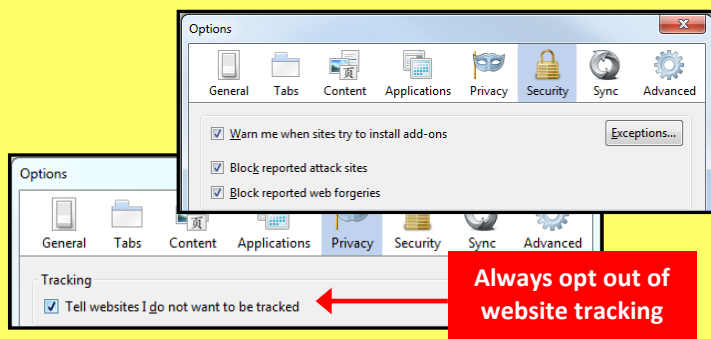 Options
General Tabs Content Applications Privacy Security Sync Advanced
页
Warn me when sites try to install add-ons Exceptions...
Block reported attack sites
Block reported web forgeries
Options
General Tabs Content Applications Privacy Security Sync Advanced
页
Tracking
Tell websites I do not want to be tracked
Always opt out of
website tracking